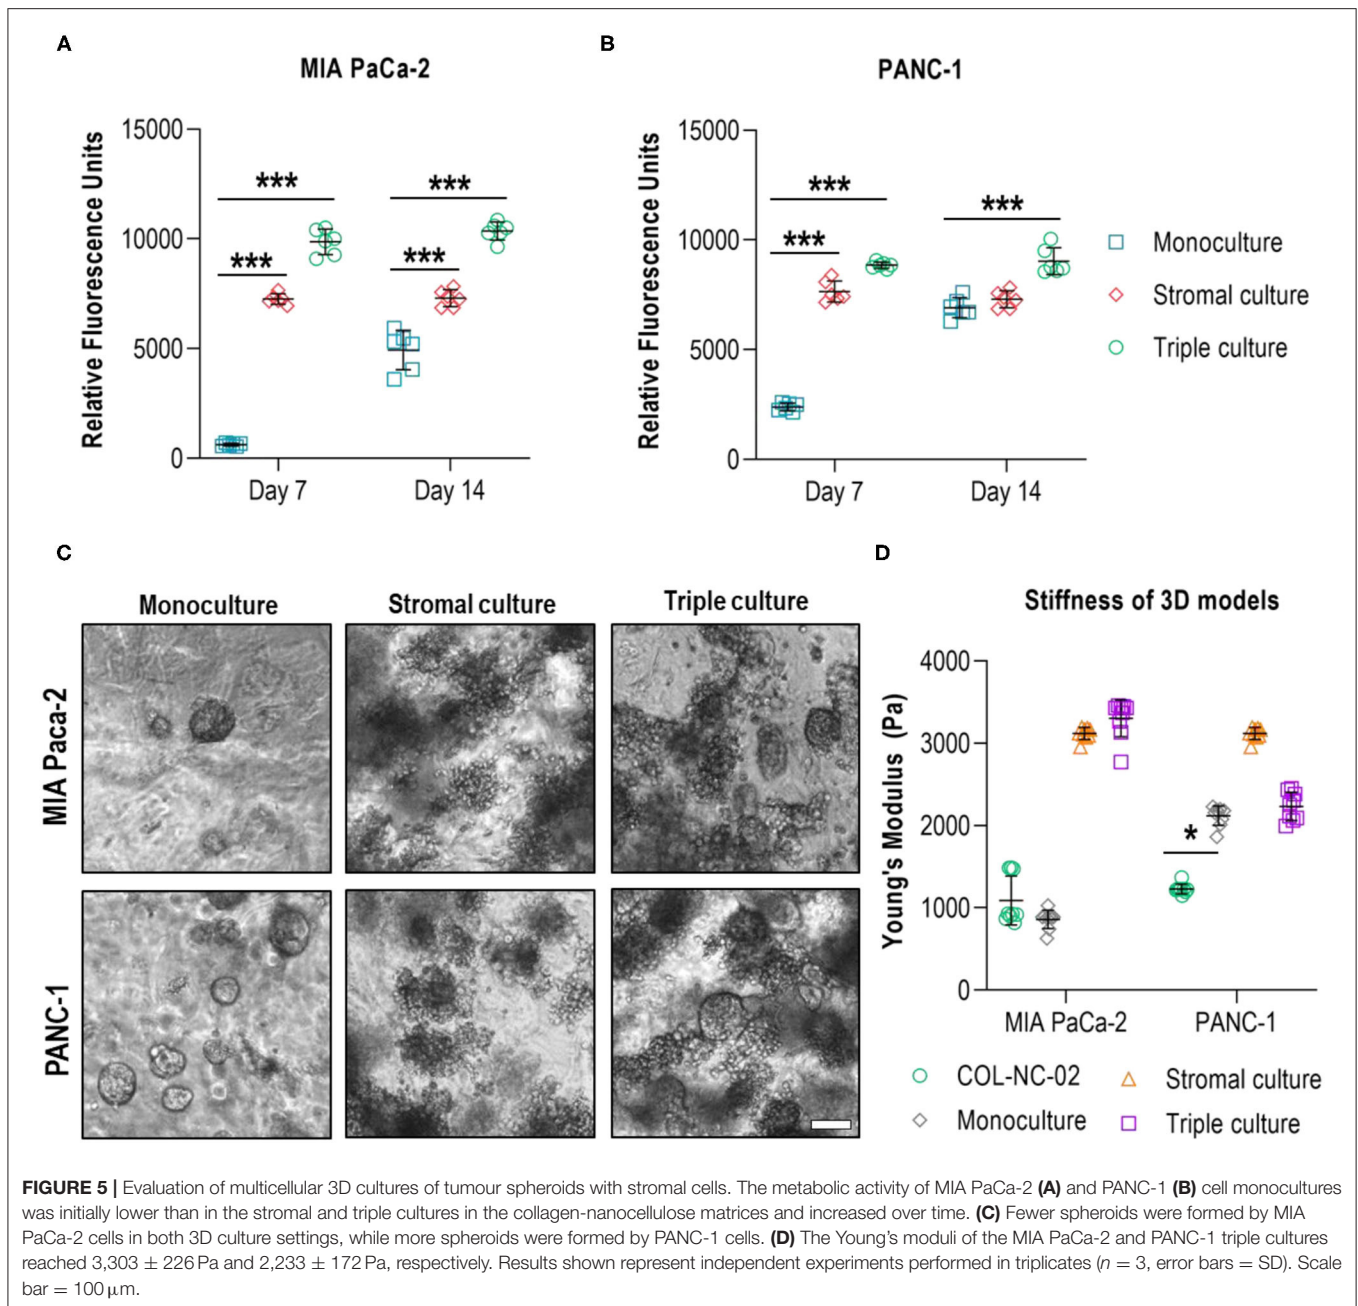 A
MIA PaCa-2
Relative Fluorescence Units
15000
10000
5000
0
***
***
***
***
Day 7
Day 14
B
PANC-1
Relative Fluorescence Units
15000
10000
5000
0
***
***
***
Day 7
Day 14
Monoculture
Stromal culture
Triple culture
C
Monoculture
Stromal culture
Triple culture
MIA Paca-2
PANC-1
D
Stiffness of 3D models
Young's Modulus (Pa)
4000
3000
2000
1000
0
*
MIA PaCa-2
PANC-1
COL-NC-02
Stromal culture
Monoculture
Triple culture
FIGURE 5 | Evaluation of multicellular 3D cultures of tumour spheroids with stromal cells. The metabolic activity of MIA PaCa-2 (A) and PANC-1 (B) cell monocultures
was initially lower than in the stromal and triple cultures in the collagen-nanocellulose matrices and increased over time. (C) Fewer spheroids were formed by MIA
PaCa-2 cells in both 3D culture settings, while more spheroids were formed by PANC-1 cells. (D) The Young's moduli of the MIA PaCa-2 and PANC-1 triple cultures
reached 3,303 ± 226 Pa and 2,233 ± 172 Pa, respectively. Results shown represent independent experiments performed in triplicates (n = 3, error bars = SD). Scale
bar = 100 μm.